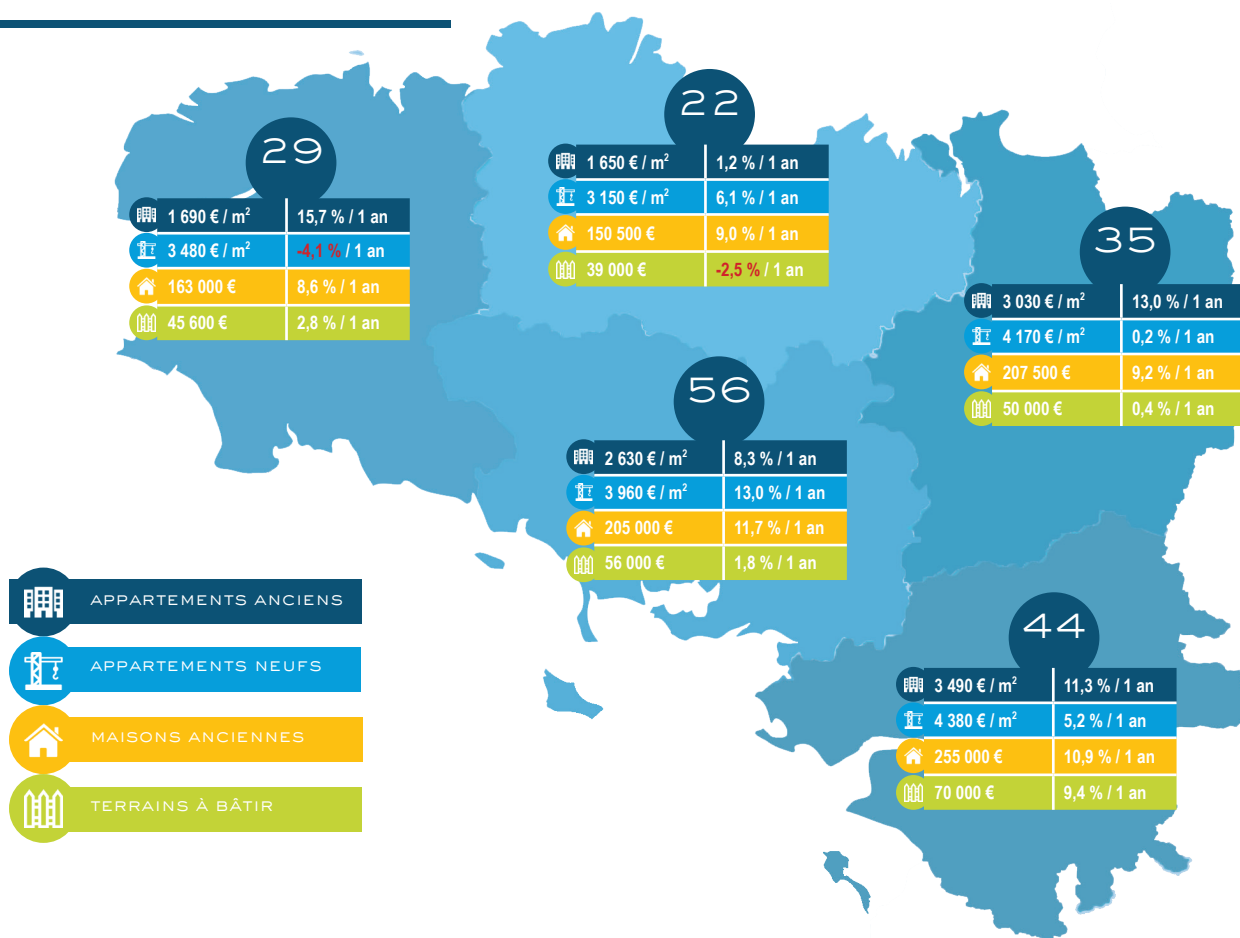 22
1 650 € / m² 1,2 % / 1 an
3 150 € / m² 6,1 % / 1 an
150 500 € 9,0 % / 1 an
39 000 € -2,5 % / 1 an
29
1 690 € / m² 15,7 % / 1 an
3 480 € / m² -4,1 % / 1 an
163 000 € 8,6 % / 1 an
45 600 € 2,8 % / 1 an
35
3 030 € / m² 13,0 % / 1 an
4 170 € / m² 0,2 % / 1 an
207 500 € 9,2 % / 1 an
50 000 € 0,4 % / 1 an
56
2 630 € / m² 8,3 % / 1 an
3 960 € / m² 13,0 % / 1 an
205 000 € 11,7 % / 1 an
56 000 € 1,8 % / 1 an
44
3 490 € / m² 11,3 % / 1 an
4 380 € / m² 5,2 % / 1 an
255 000 € 10,9 % / 1 an
70 000 € 9,4 % / 1 an
APPARTEMENTS ANCIENS
APPARTEMENTS NEUFS
MAISONS ANCIENNES
TERRAINS À BÂTIR